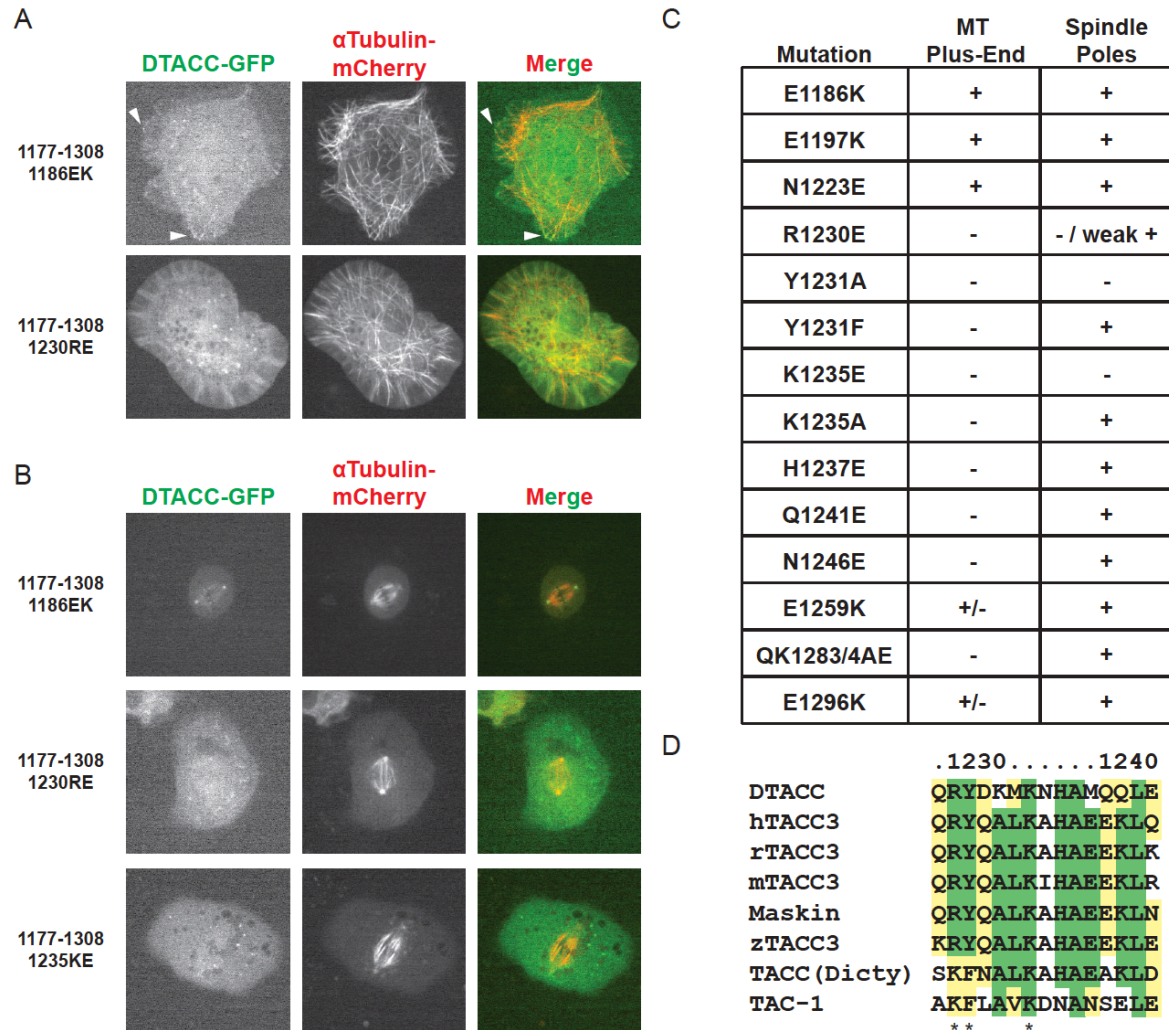 A
DTACC-GFP
αTubulin-
mCherry
Merge
1177-1308
1186EK
1177-1308
1230RE
B
DTACC-GFP
αTubulin-
mCherry
Merge
1177-1308
1186EK
1177-1308
1230RE
1177-1308
1235KE
C
Mutation MT Plus-End Spindle Poles
E1186K + +
E1197K + +
N1223E + +
R1230E - - / weak +
Y1231A - -
Y1231F - +
K1235E - -
K1235A - +
H1237E - +
Q1241E - +
N1246E - +
E1259K +/- +
QK1283/4AE - +
E1296K +/- +
D
.1230......1240
DTACC QRYDKMKNHAMQQLE
hTACC3 QRYQALKAHAEEKLQ
rTACC3 QRYQALKAHAEEKLK
mTACC3 QRYQALKIHAEEKLR
Maskin QRYQALKAHAEEKLN
zTACC3 KRYQALKAHAEEKLE
TACC(Dicty) SKFNALKAHAEAKLD
TAC-1 AKFLAVKDNANSELE
** *